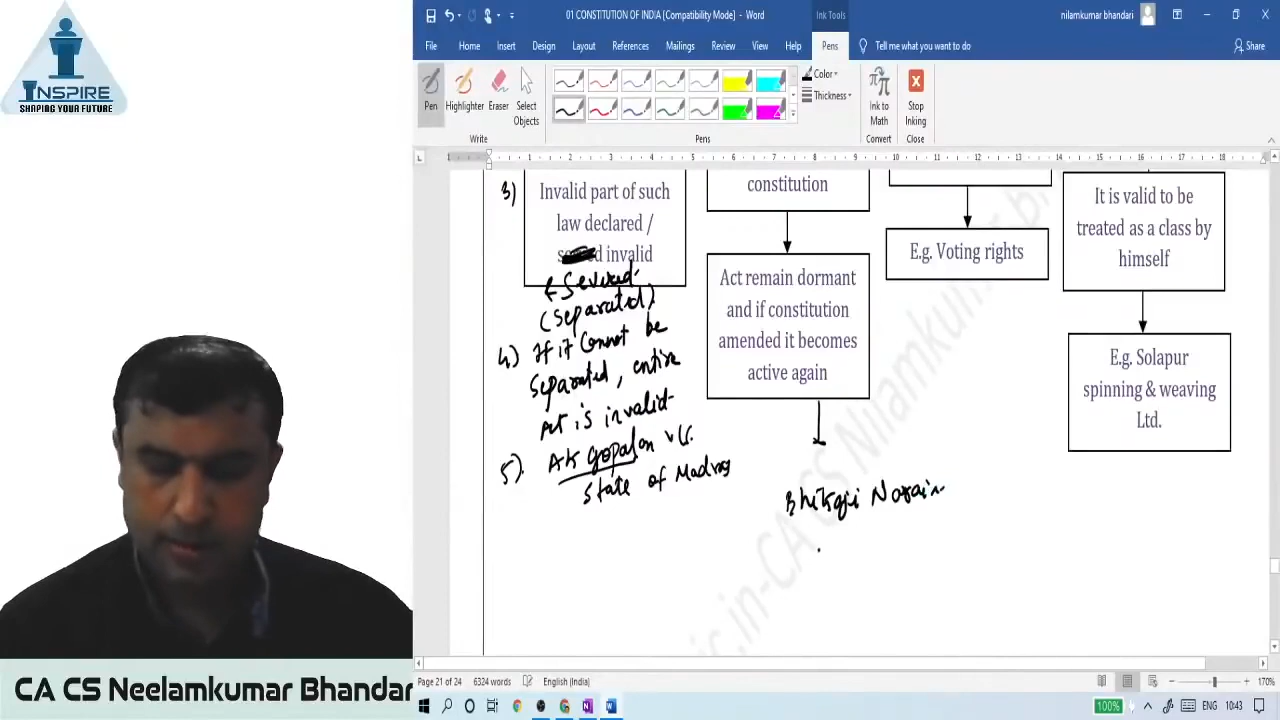 INSPIRE
SHAPING YOUR FUTURE
01 CONSTITUTION OF INDIA [Compatibility Mode] - Word
Ink Tools
nilamkumar bhandari
File Home Insert Design Layout References Mailings Review View Help Pens Tell me what you want to do Share
Pen
Highlighter
Eraser
Select Objects
Color
Thickness
Ink to Math
Stop Inking
Write
Pens
Convert
Close
3)
Invalid part of such
law declared /
invalid
Severed
(Separated)
4) If it Cannot be
separated, entire
Act is invalid
5). AK Gopalan v/s.
State of Madras
constitution
Act remain dormant
and if constitution
amended it becomes
active again
Bhikaji Narain
E.g. Voting rights
It is valid to be
treated as a class by
himself
E.g. Solapur
spinning & weaving
Ltd.
CA CS Neelamkumar Bhandar
Page 21 of 24 6324 words English (India) 170%
100% ENG 10:43